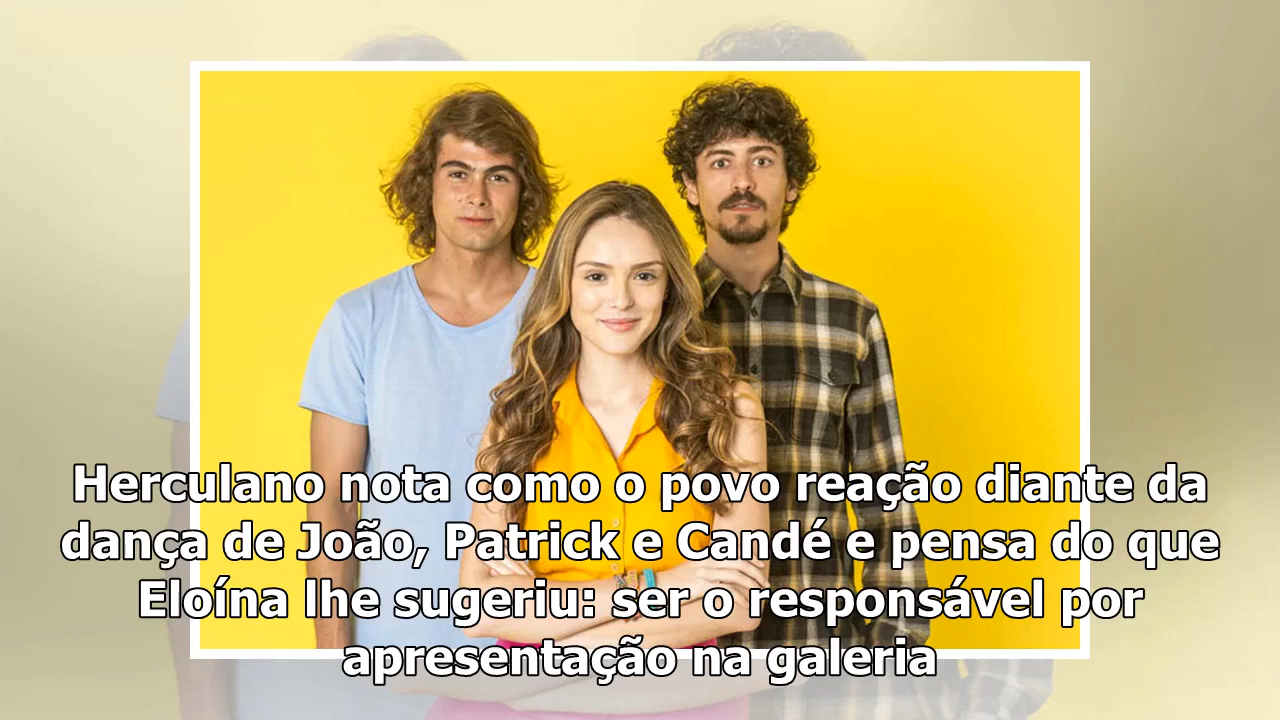 Herculano nota como o povo reação diante da
dança de João, Patrick e Candé e pensa do que
Eloína lhe sugeriu: ser o responsável por
apresentação na galeria